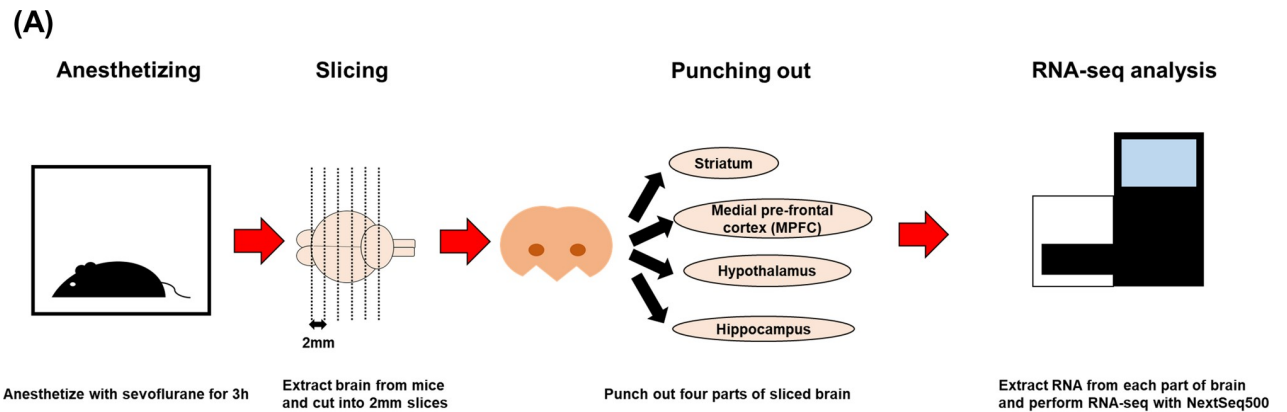 (A)
Anesthetizing
Slicing
Punching out
RNA-seq analysis
Striatum
Medial pre-frontal
cortex (MPFC)
Hypothalamus
Hippocampus
2mm
Anesthetize with sevoflurane for 3h
Extract brain from mice
and cut into 2mm slices
Punch out four parts of sliced brain
Extract RNA from each part of brain
and perform RNA-seq with NextSeq500